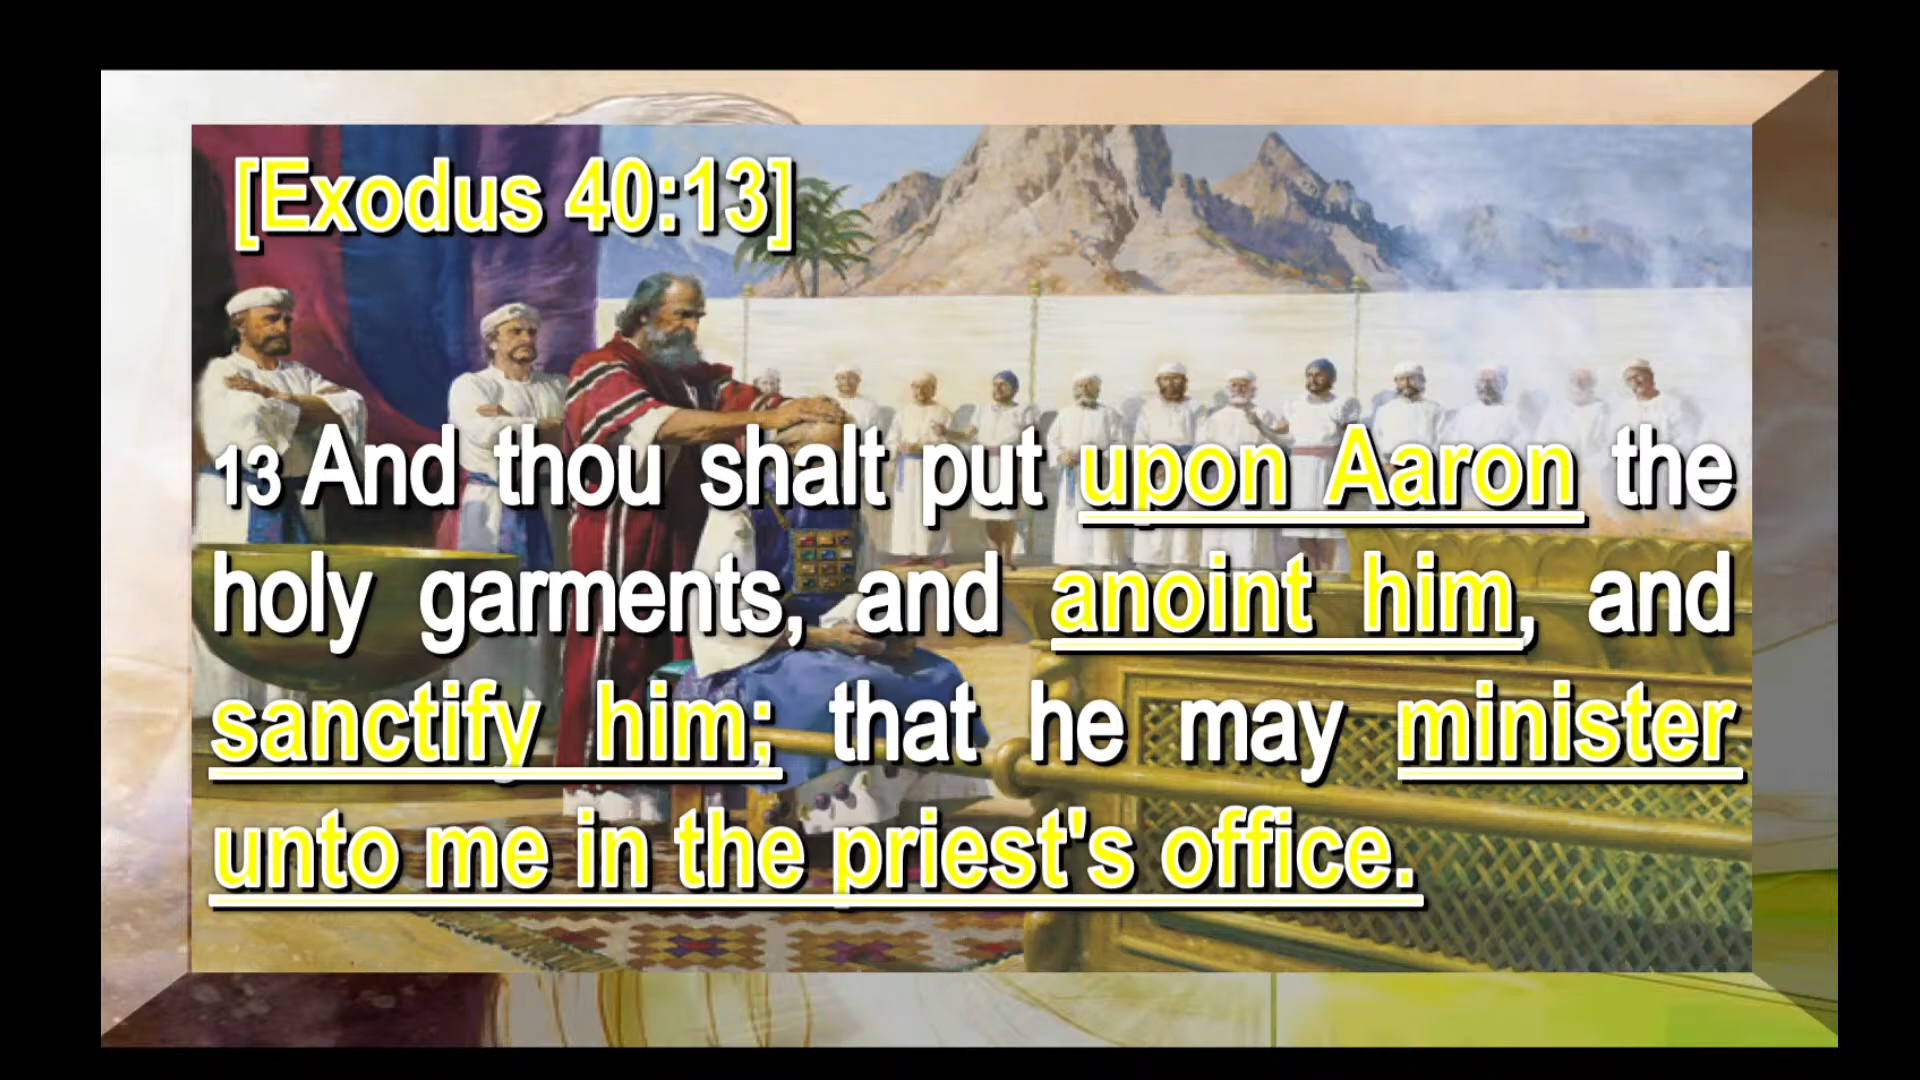 [Exodus 40:13]
13 And thou shalt put upon Aaron the
holy garments, and anoint him, and
sanctify him; that he may minister
unto me in the priest's office.